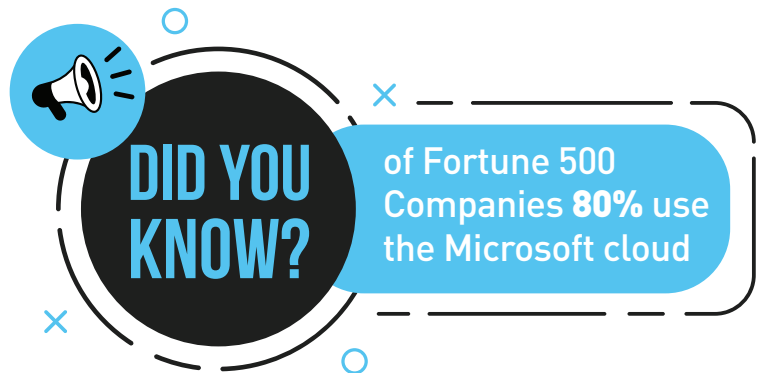 DID YOU
KNOW?
of Fortune 500
Companies 80% use
the Microsoft cloud